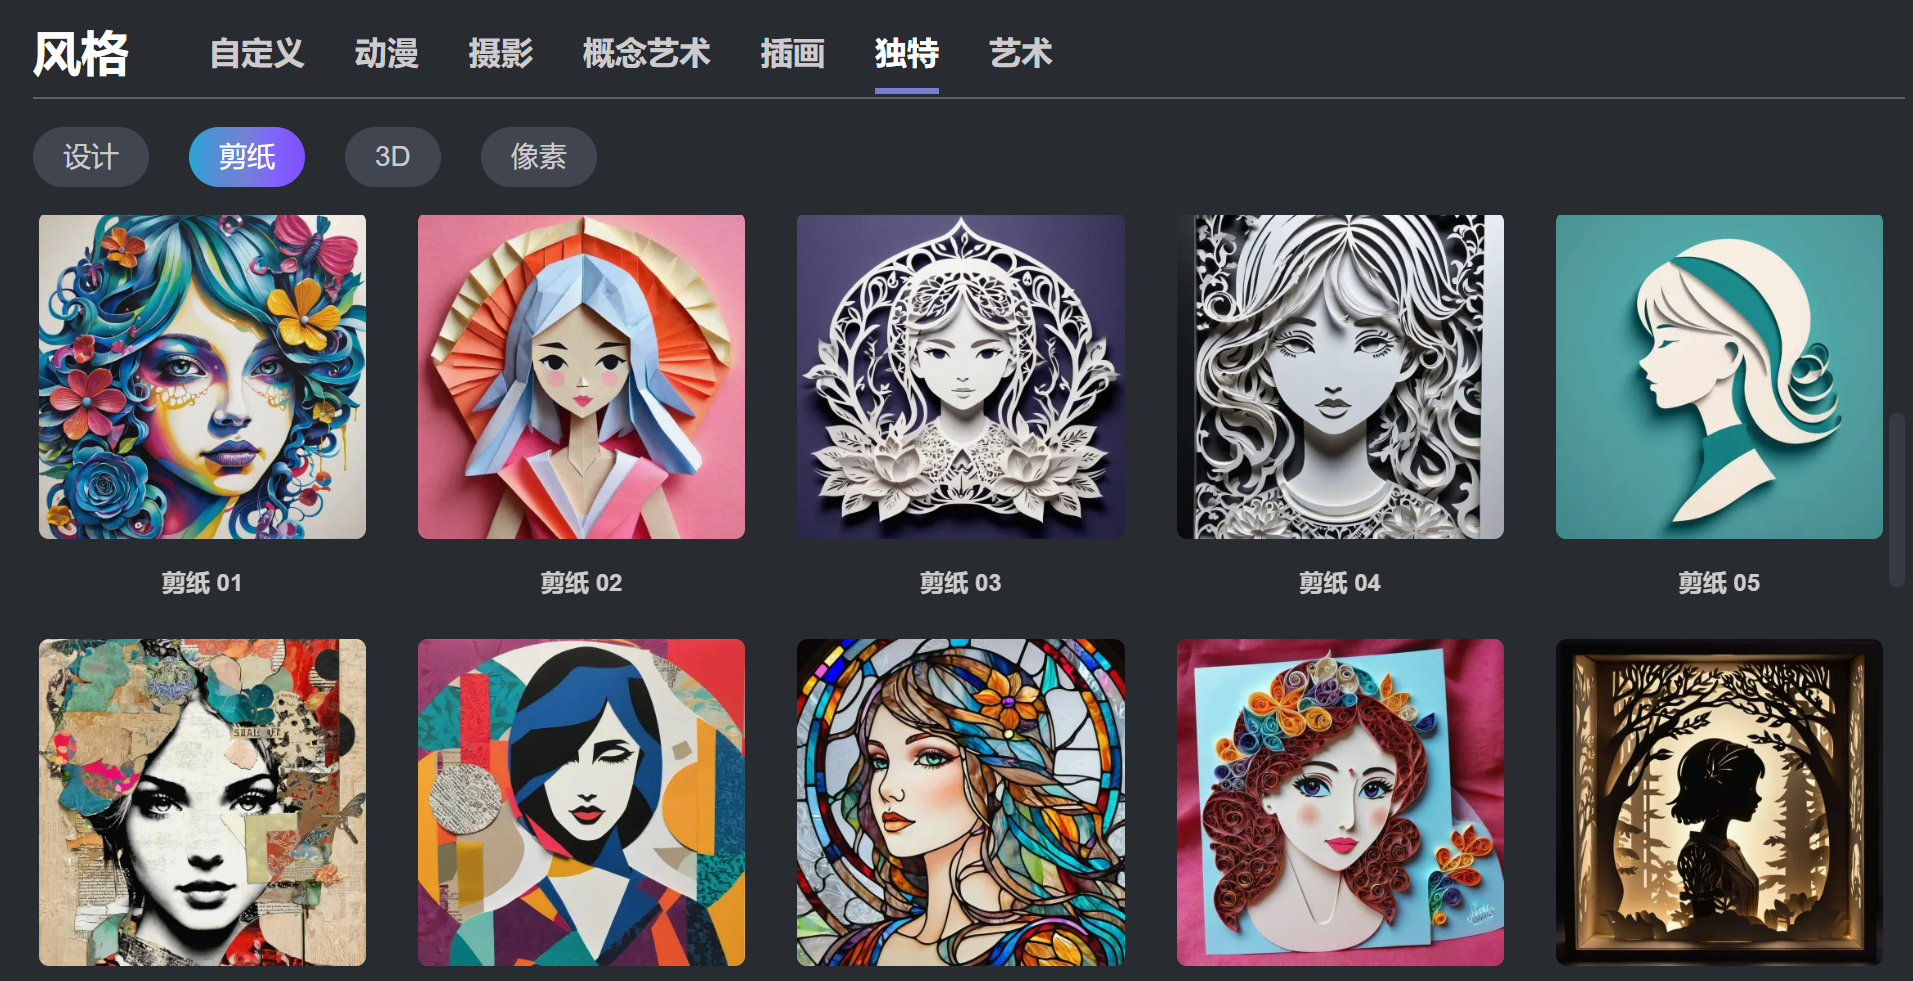 风格 自定义 动漫 摄影 概念艺术 插画 独特 艺术
设计 剪纸 3D 像素
剪纸 01 剪纸 02 剪纸 03 剪纸 04 剪纸 05